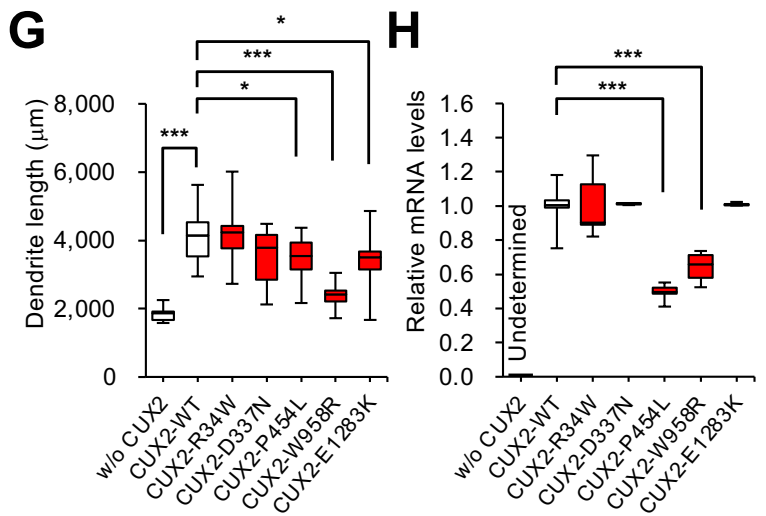 G
*
***
*
***
Dendrite length (μm)
8,000
6,000
4,000
2,000
0
w/o CUX2
CUX2-WT
CUX2-R34W
CUX2-D337N
CUX2-P454L
CUX2-W958R
CUX2-E1283K
H
***
***
Relative mRNA levels
1.6
1.4
1.2
1.0
0.8
0.6
0.4
0.2
0.0
Undetermined
w/o CUX2
CUX2-WT
CUX2-R34W
CUX2-D337N
CUX2-P454L
CUX2-W958R
CUX2-E1283K